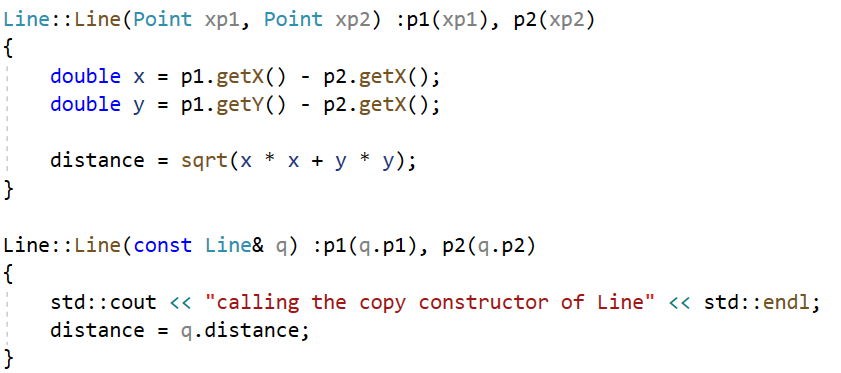 Line::Line(Point xp1, Point xp2) :p1(xp1), p2(xp2)
{
    double x = p1.getX() - p2.getX();
    double y = p1.getY() - p2.getX();

    distance = sqrt(x * x + y * y);
}

Line::Line(const Line& q) :p1(q.p1), p2(q.p2)
{
    std::cout << "calling the copy constructor of Line" << std::endl;
    distance = q.distance;
}